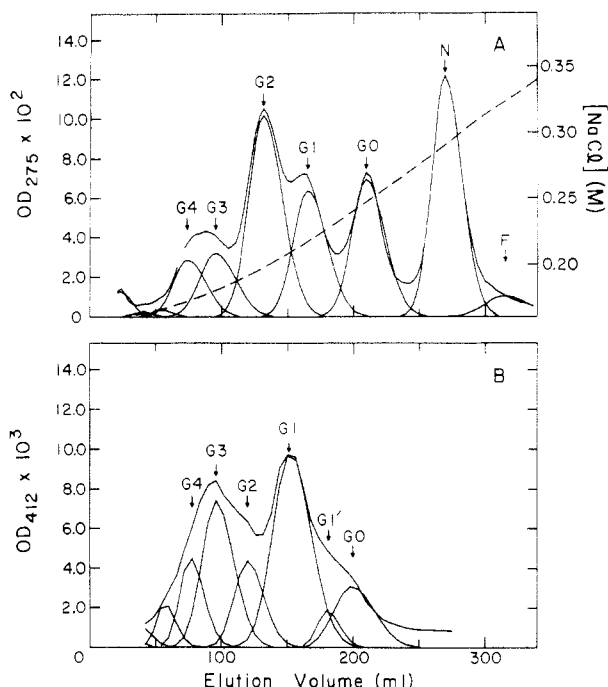 A
OD275 x 10²
14.0
12.0
10.0
8.0
6.0
4.0
2.0
0
G4
G3
G2
G1
G0
N
F
0.35
0.30
0.25
0.20
[NaCl] (M)
B
OD412 x 10³
14.0
12.0
10.0
8.0
6.0
4.0
2.0
0
G4
G3
G2
G1
G1′
G0
100
200
300
Elution Volume (ml)